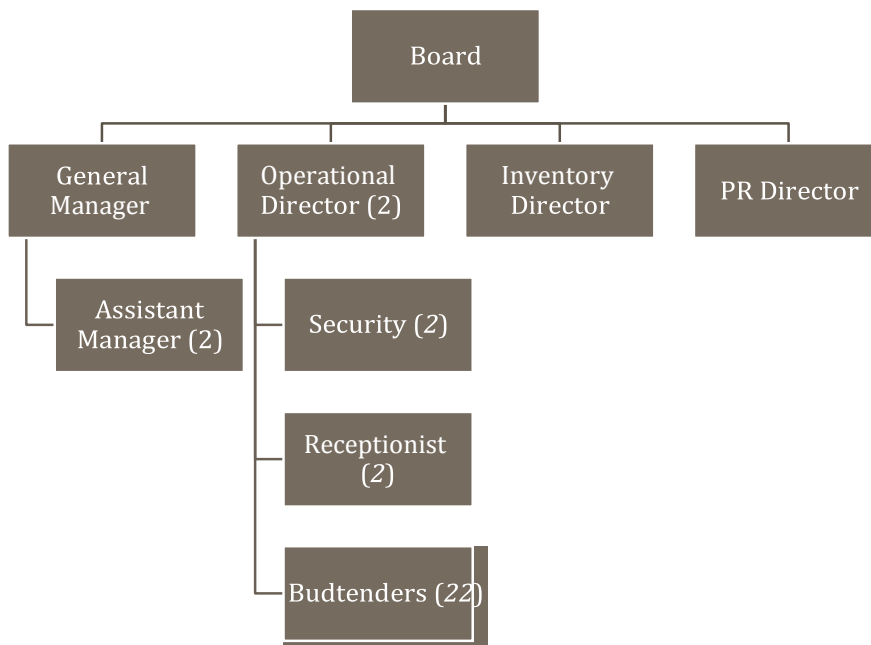 Board
General
Manager
Operational
Director (2)
Inventory
Director
PR Director
Assistant
Manager (2)
Security (2)
Receptionist
(2)
Budtenders (22)